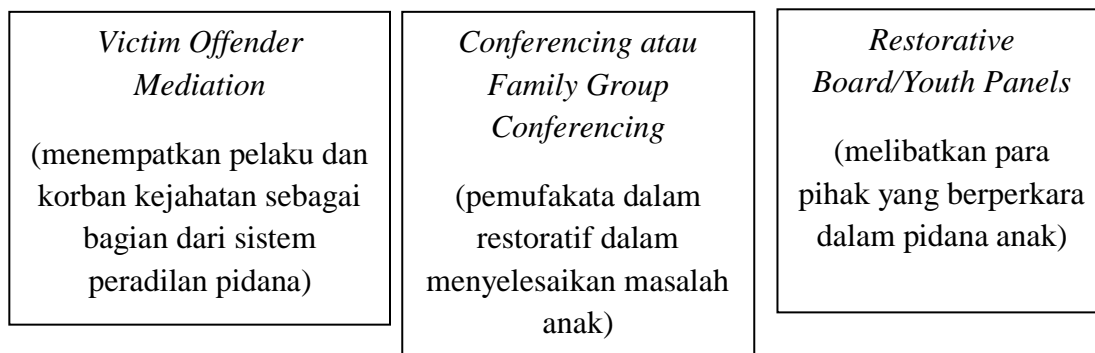 Victim Offender
Mediation
(menempatkan pelaku dan
korban kejahatan sebagai
bagian dari sistem
peradilan pidana)
Conferencing atau
Family Group
Conferencing
(pemufakata dalam
restoratif dalam
menyelesaikan masalah
anak)
Restorative
Board/Youth Panels
(melibatkan para
pihak yang berperkara
dalam pidana anak)